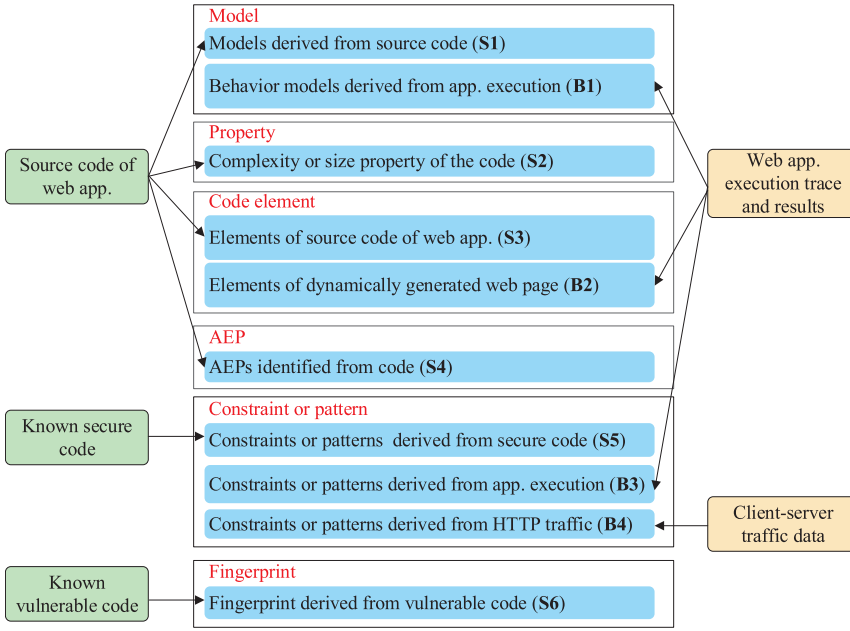 Model
Models derived from source code (S1)
Behavior models derived from app. execution (B1)
Property
Complexity or size property of the code (S2)
Code element
Elements of source code of web app. (S3)
Elements of dynamically generated web page (B2)
AEP
AEPs identified from code (S4)
Constraint or pattern
Constraints or patterns derived from secure code (S5)
Constraints or patterns derived from app. execution (B3)
Constraints or patterns derived from HTTP traffic (B4)
Fingerprint
Fingerprint derived from vulnerable code (S6)
Source code of
web app.
Known secure
code
Known
vulnerable code
Web app.
execution trace
and results
Client-server
traffic data